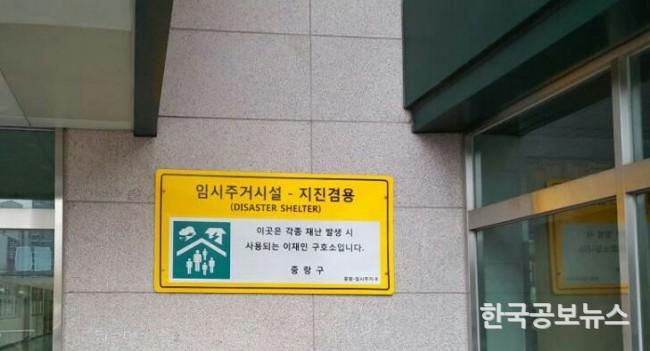 임시주거시설 - 지진겸용
(DISASTER SHELTER)
이곳은 각종 재난 발생 시
사용되는 이재민 구호소입니다.
중 랑 구
한국공보뉴스